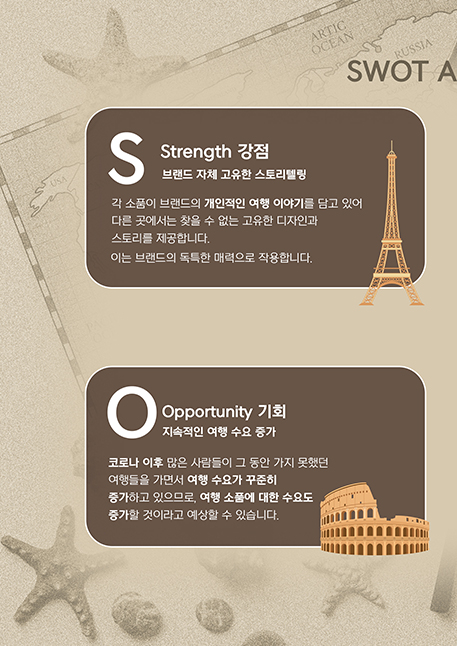 ARTIC
OCEAN
RUSSIA
SWOT A
USA
S
Strength 강점
브랜드 자체 고유한 스토리텔링
각 소품이 브랜드의 개인적인 여행 이야기를 담고 있어
다른 곳에서는 찾을 수 없는 고유한 디자인과
스토리를 제공합니다.
이는 브랜드의 독특한 매력으로 작용합니다.
O
Opportunity 기회
지속적인 여행 수요 증가
코로나 이후 많은 사람들이 그 동안 가지 못했던
여행들을 가면서 여행 수요가 꾸준히
증가하고 있으므로, 여행 소품에 대한 수요도
증가할 것이라고 예상할 수 있습니다.